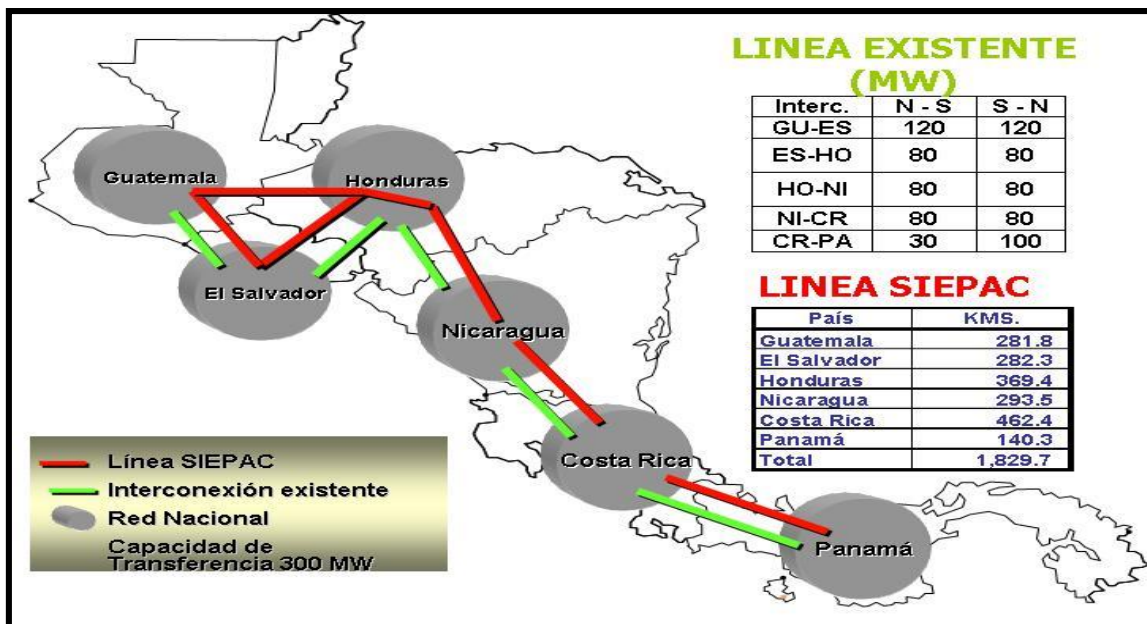 LINEA EXISTENTE
(MW)
Interc. N - S S - N
GU-ES 120 120
ES-HO 80 80
HO-NI 80 80
NI-CR 80 80
CR-PA 30 100
LINEA SIEPAC
País KMS.
Guatemala 281.8
El Salvador 282.3
Honduras 369.4
Nicaragua 293.5
Costa Rica 462.4
Panamá 140.3
Total 1,829.7
Guatemala
Honduras
El Salvador
Nicaragua
Costa Rica
Panamá
Línea SIEPAC
Interconexión existente
Red Nacional
Capacidad de
Transferencia 300 MW